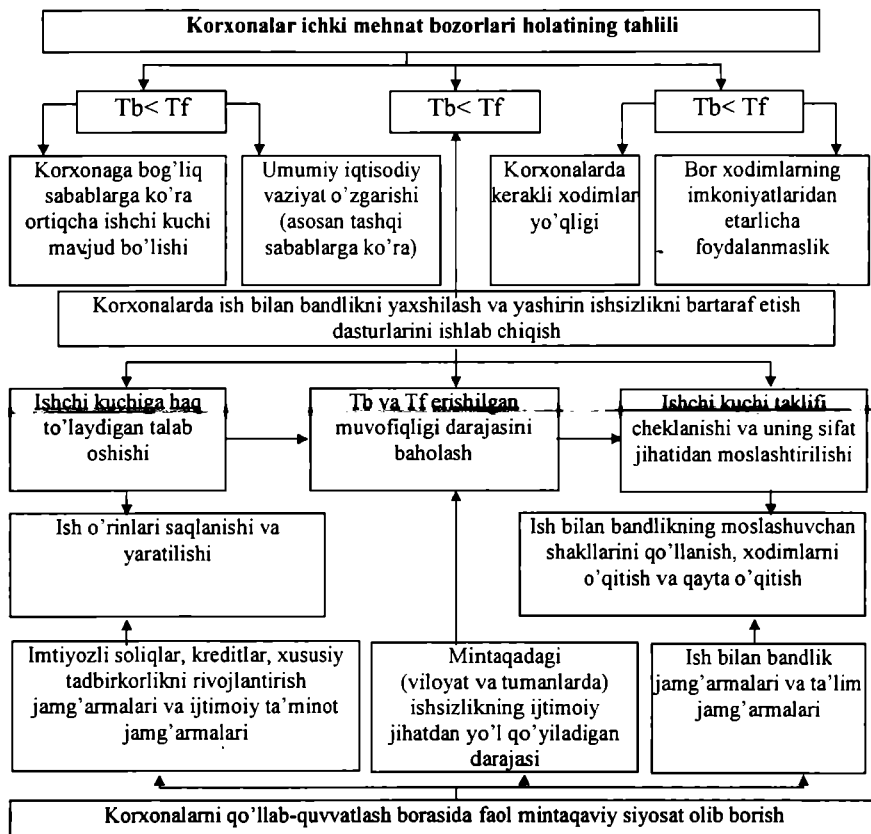 Korxonalar ichki mehnat bozorlari holatining tahlili
Tb< Tf
Tb< Tf
Tb< Tf
Korxonaga bog'liq
sabablarga ko'ra
ortiqcha ishchi kuchi
mavjud bo'lishi
Umumiy iqtisodiy
vaziyat o'zgarishi
(asosan tashqi
sabablarga ko'ra)
Korxonalarda
kerakli xodimlar
yo'qligi
Bor xodimlarning
imkoniyatlaridan
etarlicha
foydalanmaslik
Korxonalarda ish bilan bandlikni yaxshilash va yashirin ishsizlikni bartaraf etish
dasturlarini ishlab chiqish
Ishchi kuchiga haq
to'laydigan talab
oshishi
Tb va Tf erishilgan
muvofiqligi darajasini
baholash
Ishchi kuchi taklifi
cheklanishi va uning sifat
jihatidan moslashtirilishi
Ish o'rinlari saqlanishi va
yaratilishi
Ish bilan bandlikning moslashuvchan
shakllarini qo'llanish, xodimlarni
o'qitish va qayta o'qitish
Imtiyozli soliqlar, kreditlar, xususiy
tadbirkorlikni rivojlantirish
jamg'armalari va ijtimoiy ta'minot
jamg'armalari
Mintaqadagi
(viloyat va tumanlarda)
ishsizlikning ijtimoiy
jihatdan yo'l qo'yiladigan
darajasi
Ish bilan bandlik
jamg'armalari va ta'lim
jamg'armalari
Korxonalarni qo'llab-quvvatlash borasida faol mintaqaviy siyosat olib borish